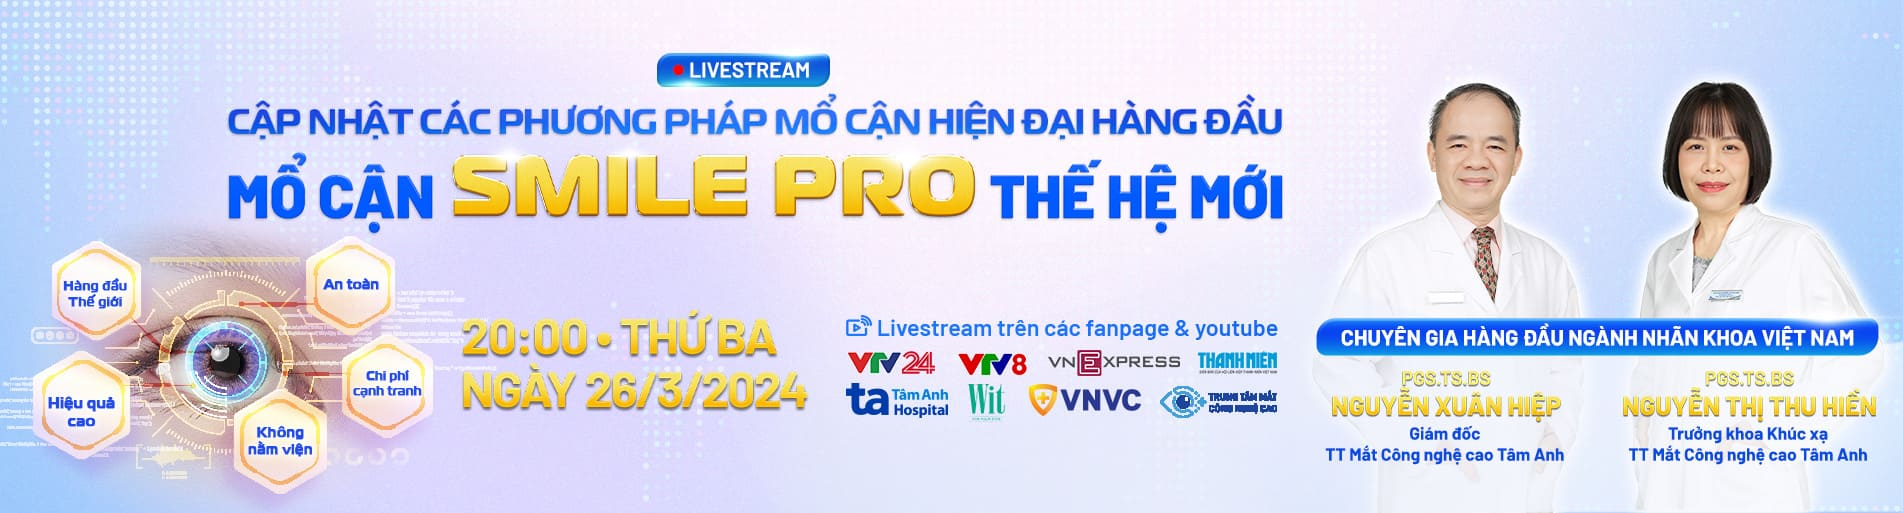 LIVESTREAM
CẬP NHẬT CÁC PHƯƠNG PHÁP MỔ CẬN HIỆN ĐẠI HÀNG ĐẦU
MỔ CẬN SMILE PRO THẾ HỆ MỚI
Hàng đầu
Thế giới
An toàn
Hiệu quả
cao
Chi phí
cạnh tranh
Không
nằm viện
20:00 • THỨ BA
NGÀY 26/3/2024
Livestream trên các fanpage & youtube
VTV24 VTV8 VNEXPRESS THANH NIÊN
ta Tâm Anh Hospital Wit VNVC TRUNG TÂM MẮT CÔNG NGHỆ CAO
CHUYÊN GIA HÀNG ĐẦU NGÀNH NHÃN KHOA VIỆT NAM
PGS.TS.BS
NGUYỄN XUÂN HIỆP
Giám đốc
TT Mắt Công nghệ cao Tâm Anh
PGS.TS.BS
NGUYỄN THỊ THU HIỀN
Trưởng khoa Khúc xạ
TT Mắt Công nghệ cao Tâm Anh